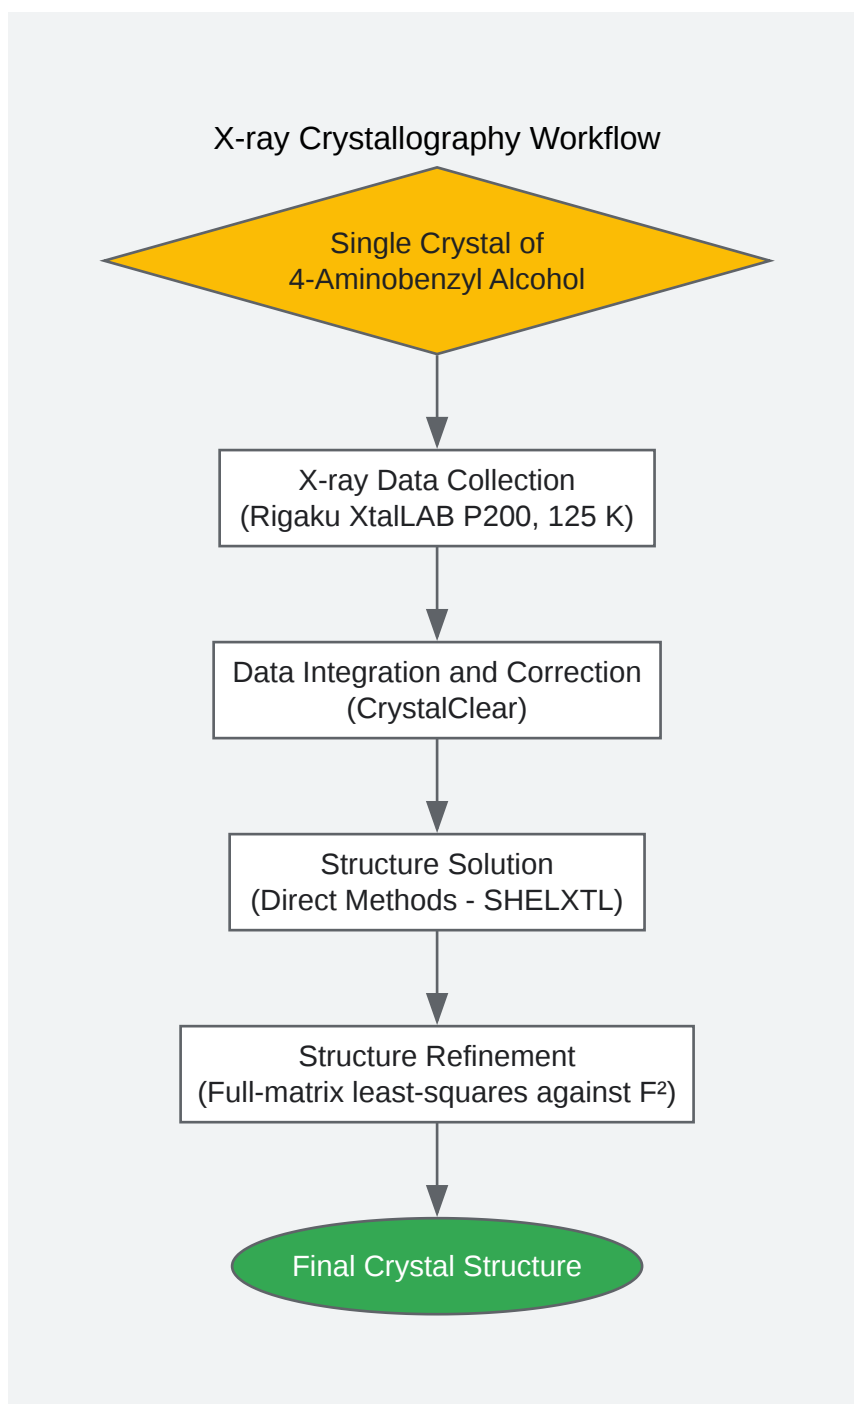 X-ray Crystallography Workflow
Single Crystal of
4-Aminobenzyl Alcohol
X-ray Data Collection
(Rigaku XtalLAB P200, 125 K)
Data Integration and Correction
(CrystalClear)
Structure Solution
(Direct Methods - SHELXTL)
Structure Refinement
(Full-matrix least-squares against F²)
Final Crystal Structure